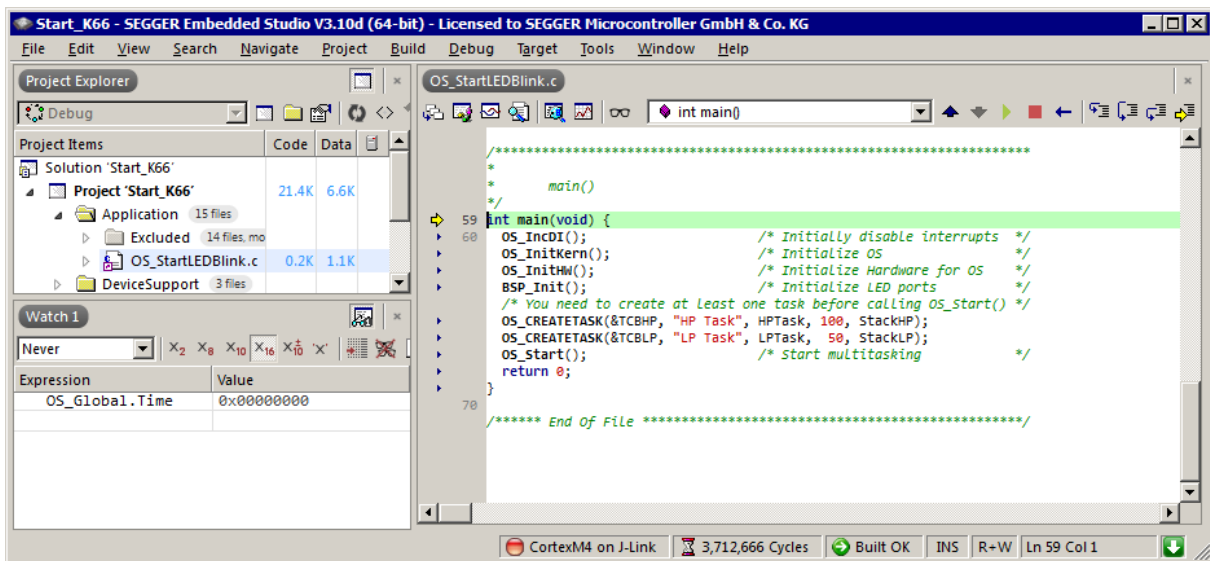 Start_K66 - SEGGER Embedded Studio V3.10d (64-bit) - Licensed to SEGGER Microcontroller GmbH & Co. KG
File Edit View Search Navigate Project Build Debug Target Tools Window Help
Project Explorer
Debug
Project Items Code Data
Solution 'Start_K66'
Project 'Start_K66' 21.4K 6.6K
Application 15 files
Excluded 14 files, mo
OS_StartLEDBlink.c 0.2K 1.1K
DeviceSupport 3 files
Watch 1
Never x2 x8 x10 x16 x±10 'x'
Expression Value
OS_Global.Time 0x00000000
OS_StartLEDBlink.c
int main()
/*********************************************************************
*
*       main()
*/
59 int main(void) {
60   OS_IncDI();                      /* Initially disable interrupts  */
  OS_InitKern();                   /* Initialize OS                 */
  OS_InitHW();                     /* Initialize Hardware for OS    */
  BSP_Init();                      /* Initialize LED ports          */
  /* You need to create at least one task before calling OS_Start() */
  OS_CREATETASK(&TCBHP, "HP Task", HPTask, 100, StackHP);
  OS_CREATETASK(&TCBLP, "LP Task", LPTask,  50, StackLP);
  OS_Start();                      /* Start multitasking            */
  return 0;
}
70
/****** End Of File *************************************************/
CortexM4 on J-Link 3,712,666 Cycles Built OK INS R+W Ln 59 Col 1